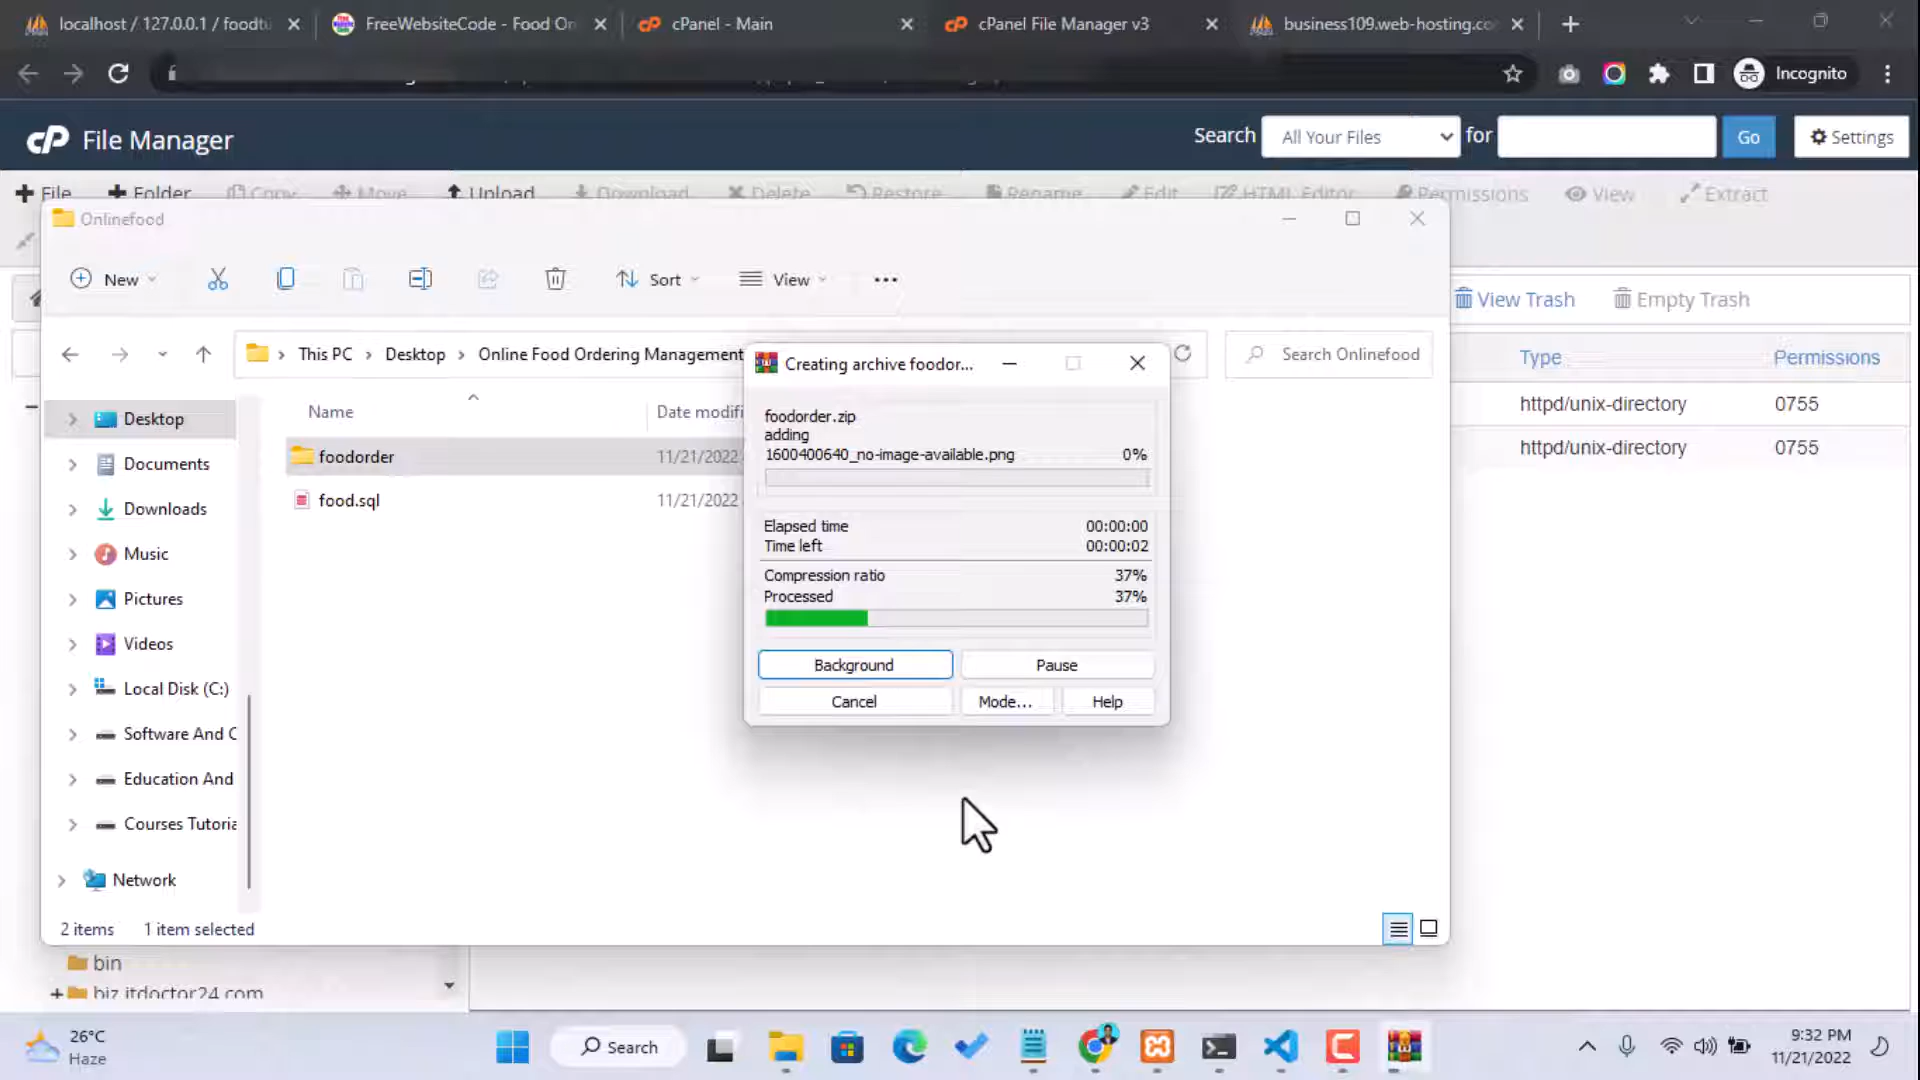 localhost / 127.0.0.1 / foodtu
FreeWebsiteCode - Food On
cPanel - Main
cPanel File Manager v3
business109.web-hosting.co
Incognito
cP File Manager
Search
All Your Files
for
Go
Settings
File
Folder
Copy
Move
Upload
Download
Delete
Restore
Rename
Edit
HTML Editor
Permissions
View
Extract
Onlinefood
New
Sort
View
View Trash
Empty Trash
This PC
Desktop
Online Food Ordering Management
Search Onlinefood
Type
Permissions
httpd/unix-directory 0755
httpd/unix-directory 0755
Name
Date modifi
foodorder 11/21/2022
food.sql 11/21/2022
Desktop
Documents
Downloads
Music
Pictures
Videos
Local Disk (C:)
Software And C
Education And
Courses Tutoria
Network
2 items
1 item selected
Creating archive foodor...
foodorder.zip
adding
1600400640_no-image-available.png 0%
Elapsed time 00:00:00
Time left 00:00:02
Compression ratio 37%
Processed 37%
Background
Pause
Cancel
Mode...
Help
bin
biz.itdoctor24.com
26°C
Haze
Search
9:32 PM
11/21/2022